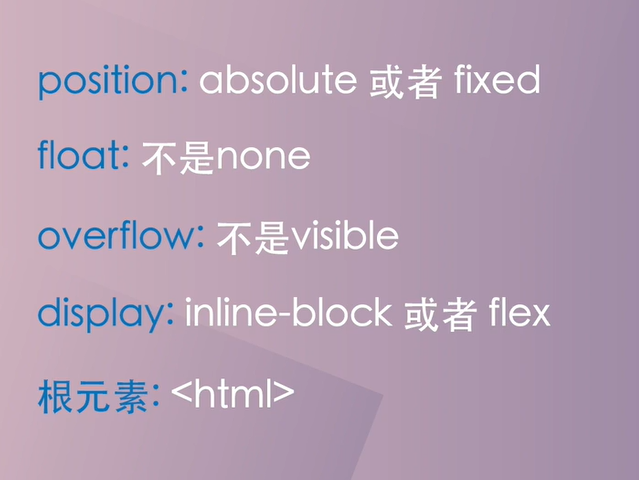 position: absolute 或者 fixed
float: 不是none
overflow: 不是visible
display: inline-block 或者 flex
根元素: <html>